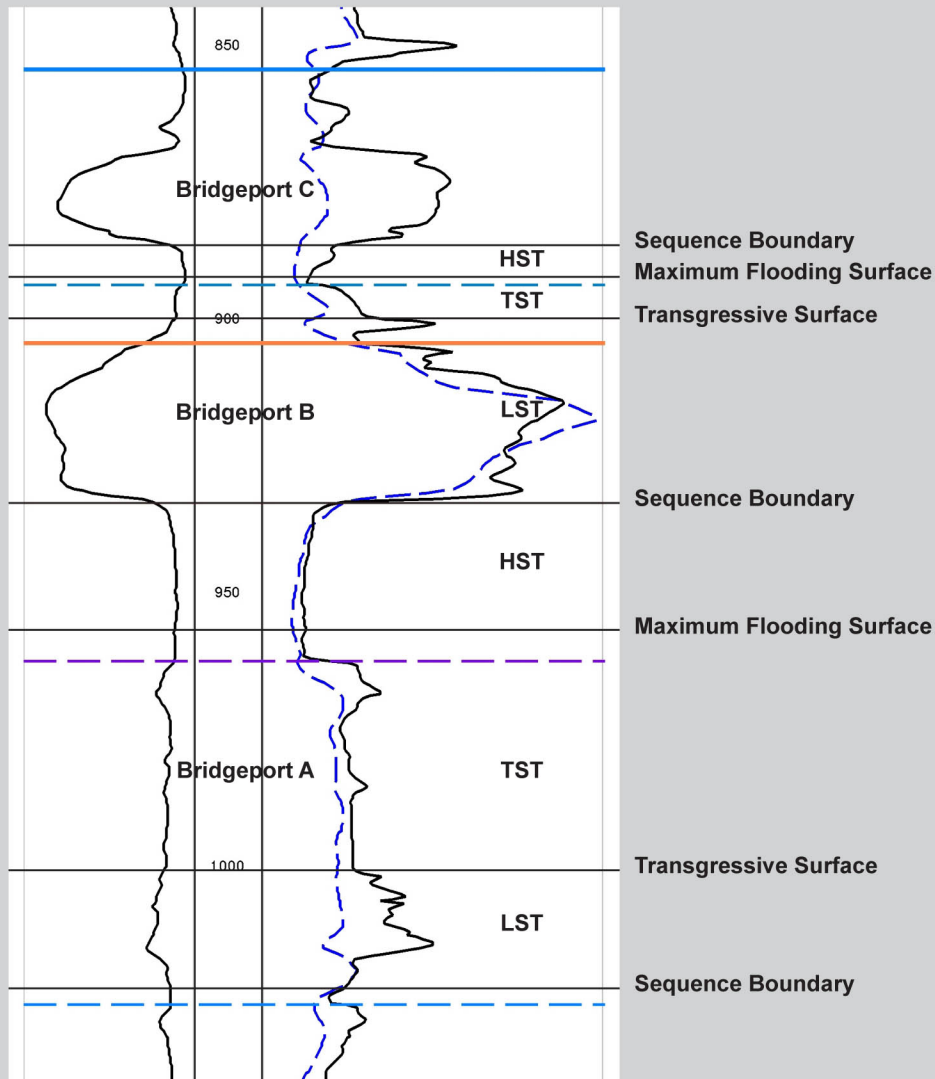 850
Bridgeport C
Sequence Boundary
HST
Maximum Flooding Surface
TST
Transgressive Surface
900
Bridgeport B
LST
Sequence Boundary
HST
950
Maximum Flooding Surface
Bridgeport A
TST
1000
Transgressive Surface
LST
Sequence Boundary